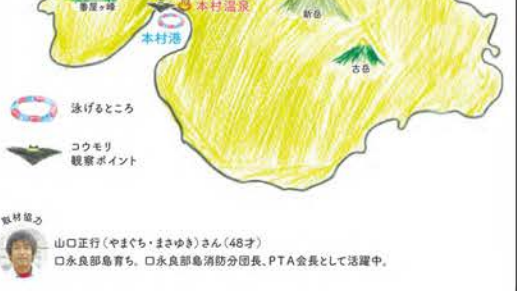 番屋ヶ峰
本村温泉
新岳
本村港
古岳
泳げるところ
コウモリ
観察ポイント
取材協力
山口正行(やまぐち・まさゆき)さん(48才)
口永良部島育ち。口永良部島消防分団長、PTA会長として活躍中。